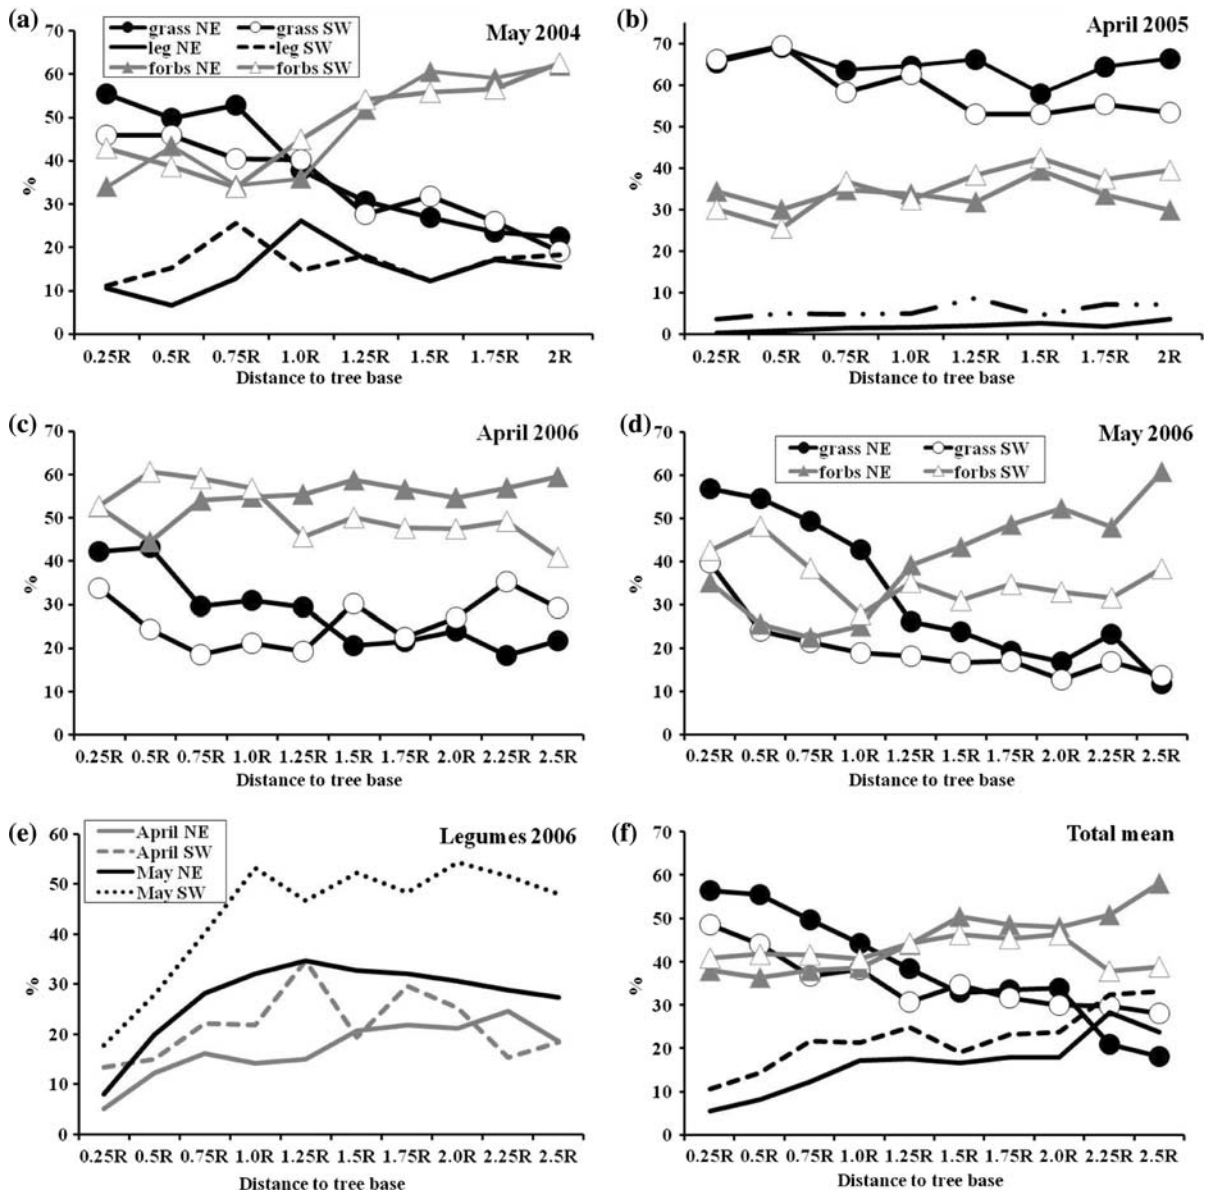 (a)
May 2004
grass NE grass SW
leg NE leg SW
forbs NE forbs SW
70
60
50
40
30
20
10
0
%
0.25R 0.5R 0.75R 1.0R 1.25R 1.5R 1.75R 2R
Distance to tree base
(b)
April 2005
70
60
50
40
30
20
10
0
%
0.25R 0.5R 0.75R 1.0R 1.25R 1.5R 1.75R 2R
Distance to tree base
(c)
April 2006
70
60
50
40
30
20
10
0
%
0.25R 0.5R 0.75R 1.0R 1.25R 1.5R 1.75R 2.0R 2.25R 2.5R
Distance to tree base
(d)
May 2006
grass NE grass SW
forbs NE forbs SW
70
60
50
40
30
20
10
0
%
0.25R 0.5R 0.75R 1.0R 1.25R 1.5R 1.75R 2.0R 2.25R 2.5R
Distance to tree base
(e)
Legumes 2006
April NE
April SW
May NE
May SW
60
50
40
30
20
10
0
%
0.25R 0.5R 0.75R 1.0R 1.25R 1.5R 1.75R 2.0R 2.25R 2.5R
Distance to tree base
(f)
Total mean
70
60
50
40
30
20
10
0
%
0.25R 0.5R 0.75R 1.0R 1.25R 1.5R 1.75R 2.0R 2.25R 2.5R
Distance to tree base